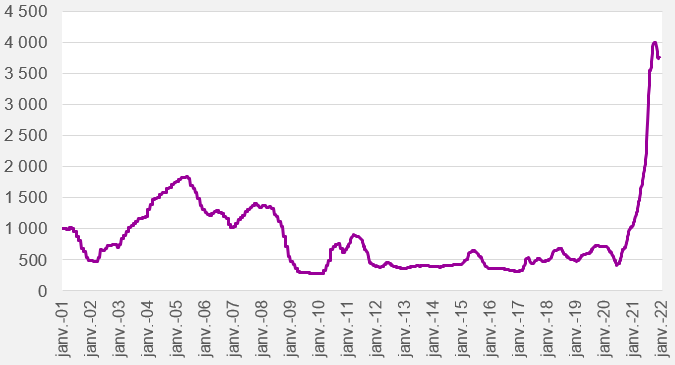 4 500
4 000
3 500
3 000
2 500
2 000
1 500
1 000
500
0
janv.-01
janv.-02
janv.-03
janv.-04
janv.-05
janv.-06
janv.-07
janv.-08
janv.-09
janv.-10
janv.-11
janv.-12
janv.-13
janv.-14
janv.-15
janv.-16
janv.-17
janv.-18
janv.-19
janv.-20
janv.-21
janv.-22